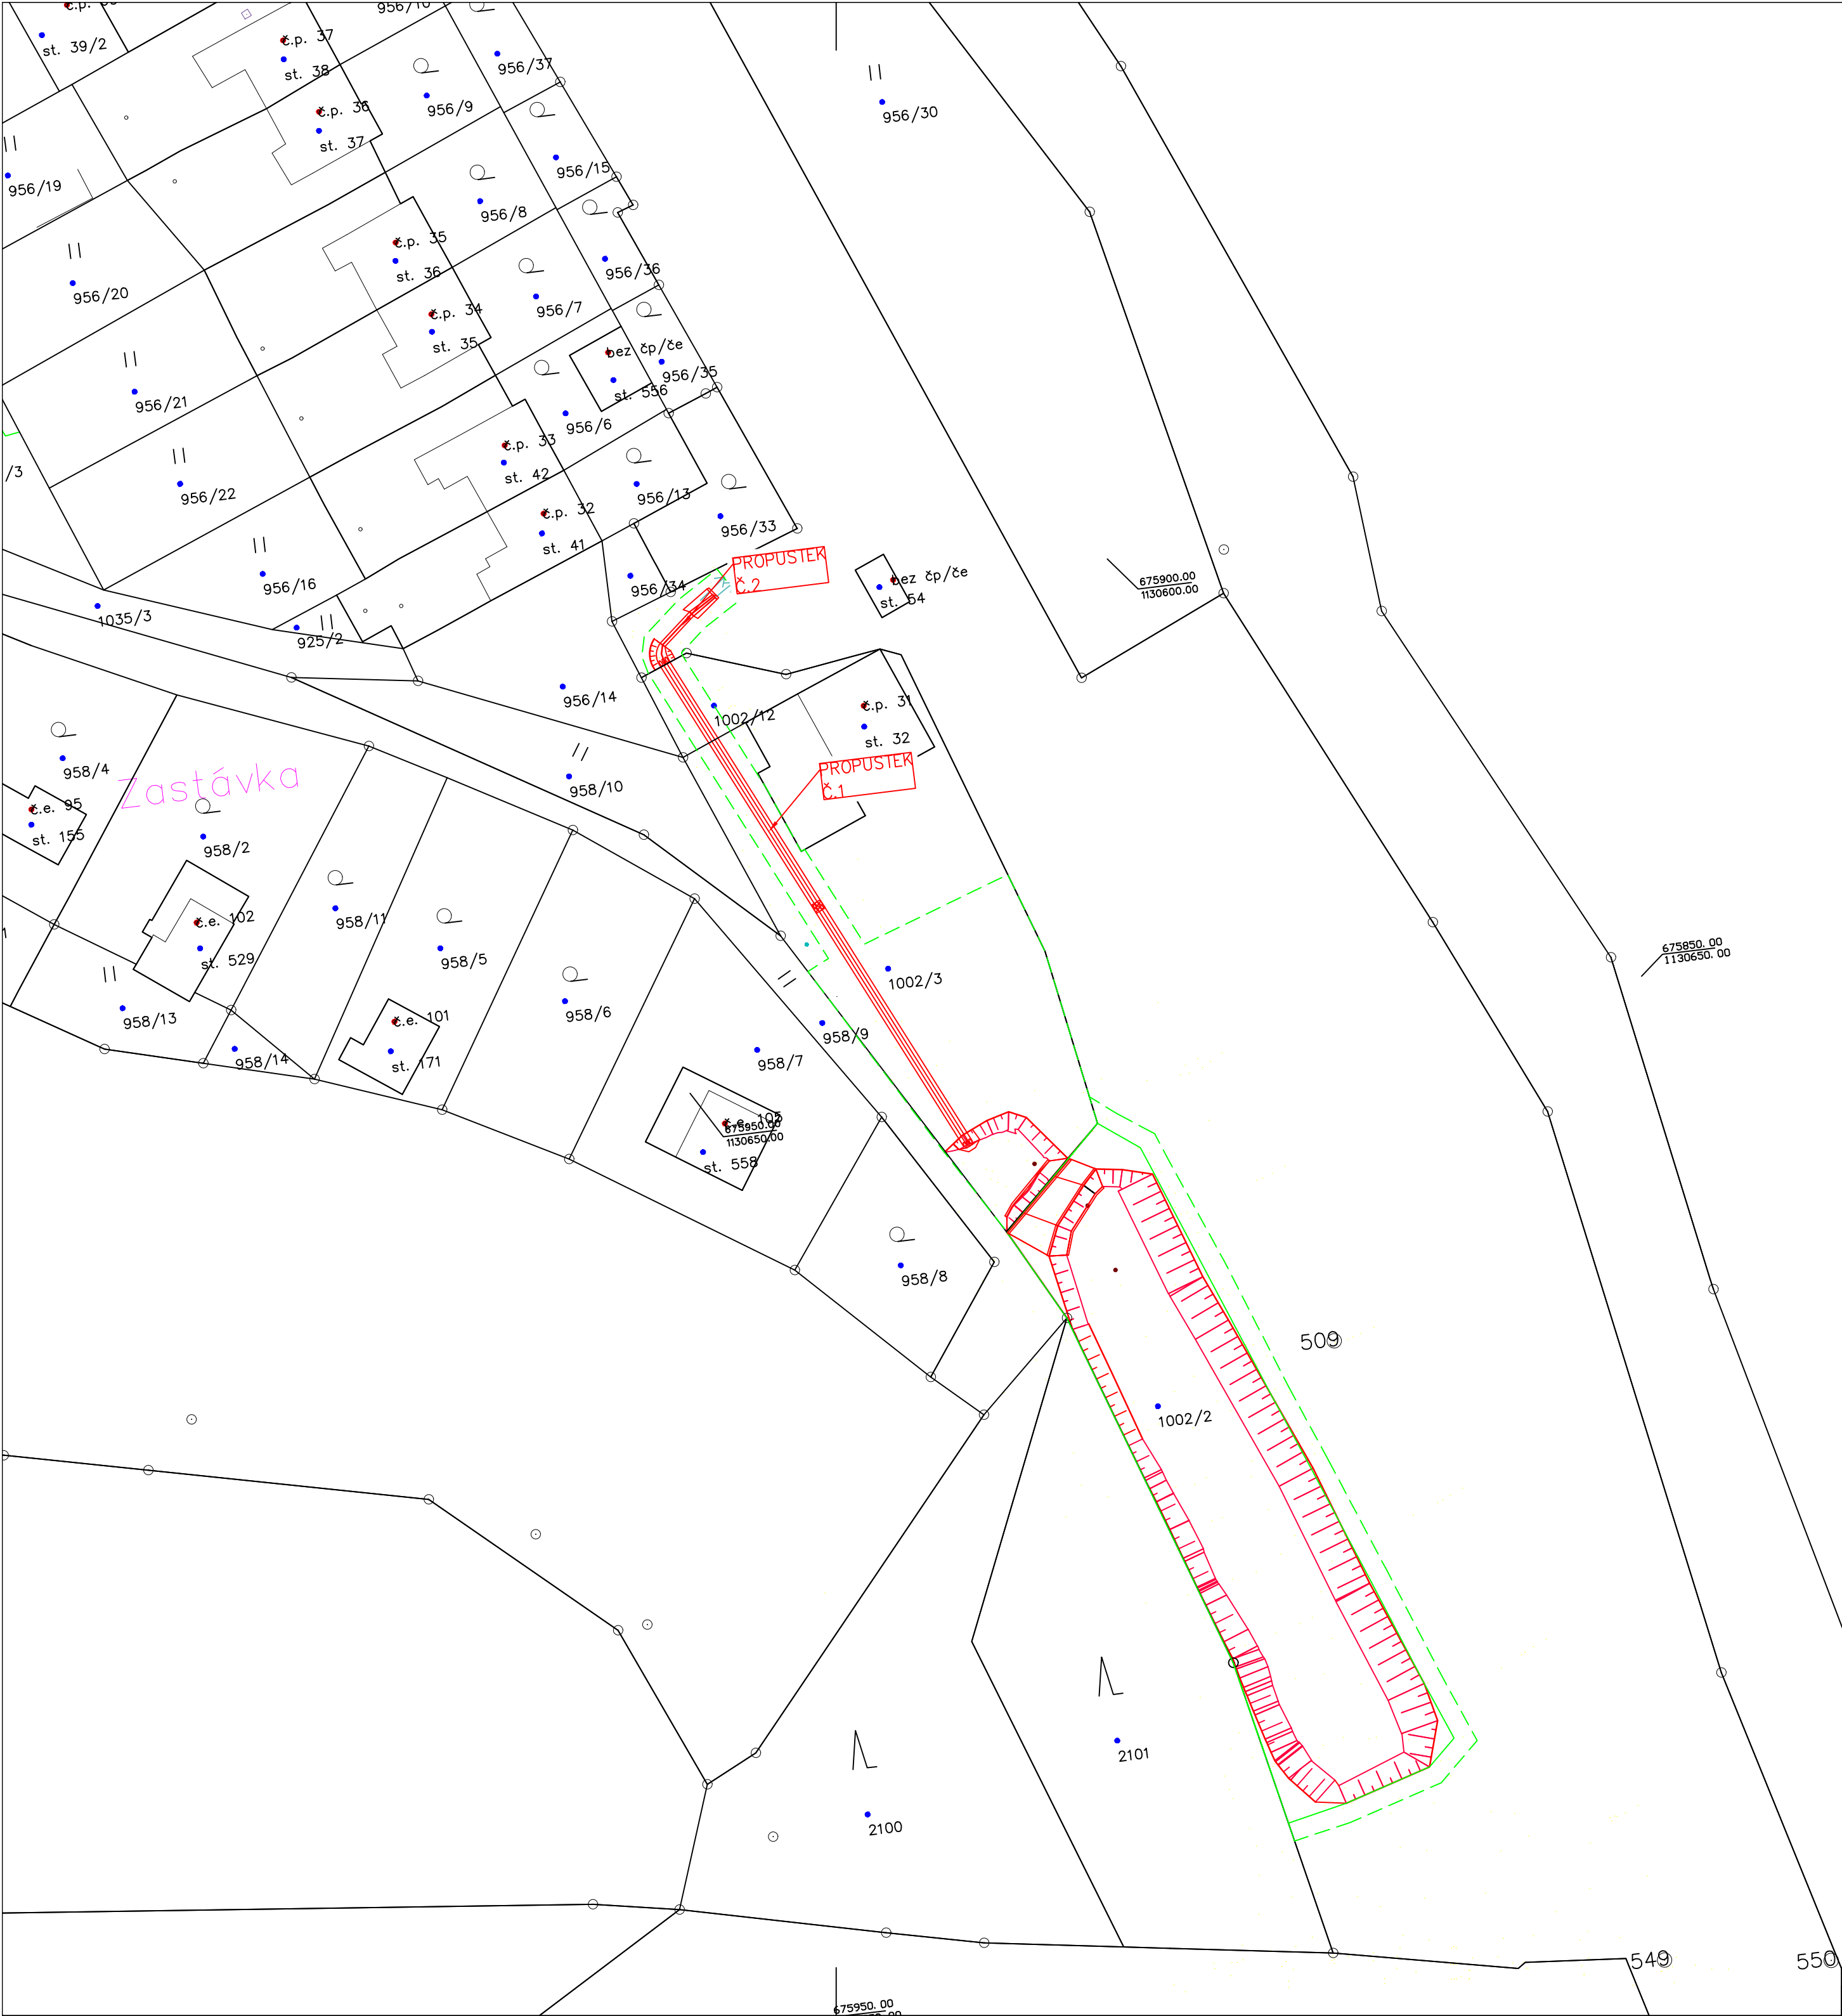 st. 39/2
č.p. 37
st. 38
956/37
956/9
956/30
č.p. 36
st. 37
956/15
956/19
956/8
č.p. 35
st. 36
956/36
956/20
956/7
č.p. 34
st. 35
bez čp/če
956/35
st. 556
956/21
956/6
č.p. 33
st. 42
/3
956/22
956/13
956/33
č.p. 32
st. 41
PROPUSTEK
Č.2
956/16
956/34
bez čp/če
st. 54
675900.00
1130600.00
1035/3
925/2
956/14
1002/12
č.p. 31
st. 32
958/4
Zastávka
958/10
PROPUSTEK
Č.1
č.e. 95
st. 155
958/2
č.e. 102
958/11
st. 529
958/5
1002/3
675850.00
1130650.00
958/13
958/6
č.e. 101
958/9
958/14
st. 171
958/7
č.e. 105
675950.00
1130650.00
st. 558
958/8
509
1002/2
2101
2100
549
550
675950.00